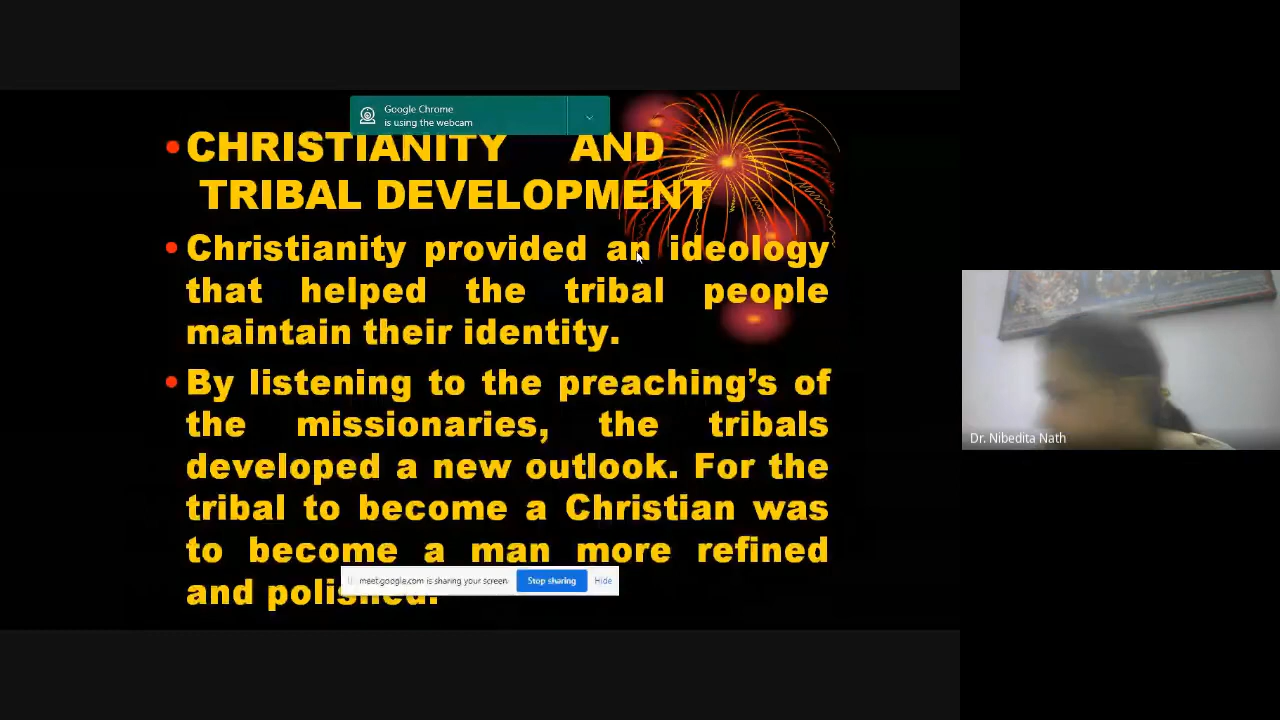 Google Chrome
is using the webcam
CHRISTIANITY AND
TRIBAL DEVELOPMENT
Christianity provided an ideology
that helped the tribal people
maintain their identity.
By listening to the preaching's of
the missionaries, the tribals
developed a new outlook. For the
tribal to become a Christian was
to become a man more refined
and polished.
meet.google.com is sharing your screen
Stop sharing
Hide
Dr. Nibedita Nath